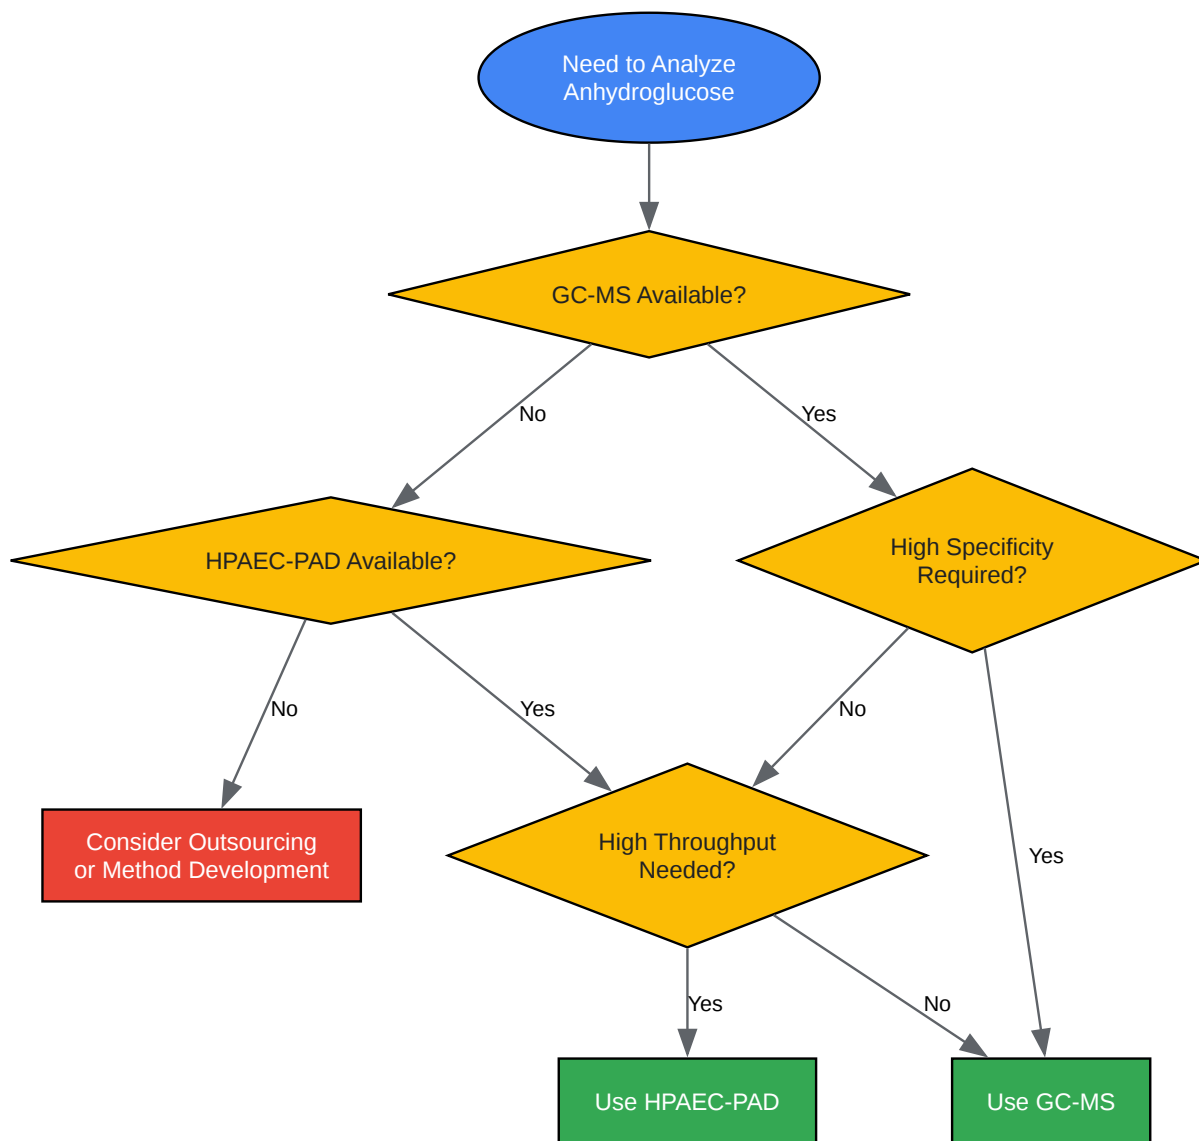 Need to Analyze
Anhydroglucose
GC-MS Available?
No
Yes
HPAEC-PAD Available?
High Specificity
Required?
No
Yes
No
Consider Outsourcing
or Method Development
High Throughput
Needed?
Yes
Yes
No
Use HPAEC-PAD
Use GC-MS